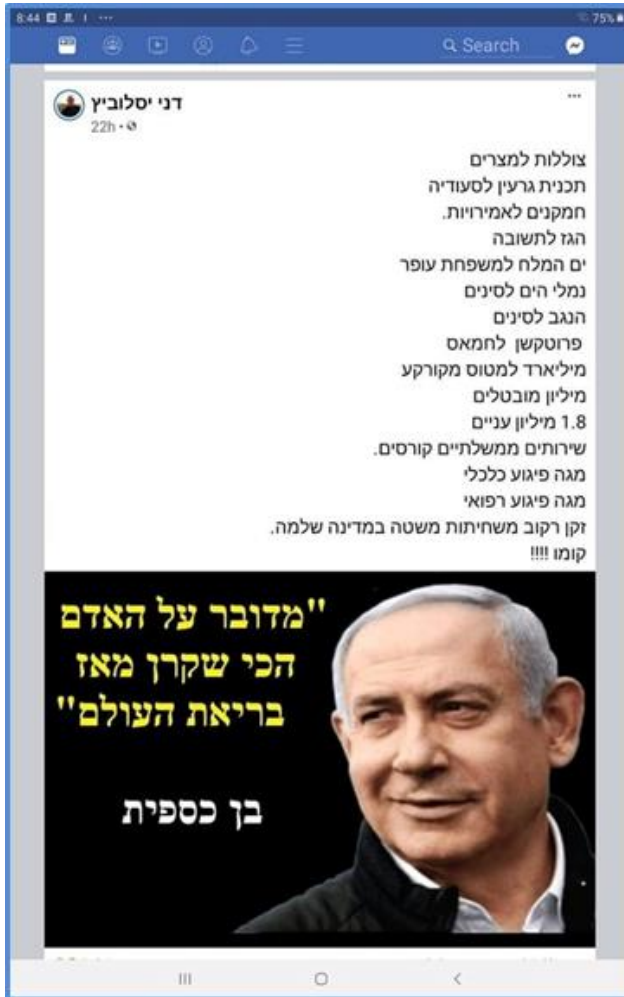 8:44
75%
Search
דני יסלוביץ
22h
צוללות למצרים
תכנית גרעין לסעודיה
חמקנים לאמירויות.
הגז לתשובה
ים המלח למשפחת עופר
נמלי הים לסינים
הנגב לסינים
פרוטקשן לחמאס
מיליארד למטוס מקורקע
מיליון מובטלים
1.8 מיליון עניים
שירותים ממשלתיים קורסים.
מגה פיגוע כלכלי
מגה פיגוע רפואי
זקן רקוב משחיתות משטה במדינה שלמה.
קומו !!!!
"מדובר על האדם
הכי שקרן מאז
בריאת העולם"
בן כספית